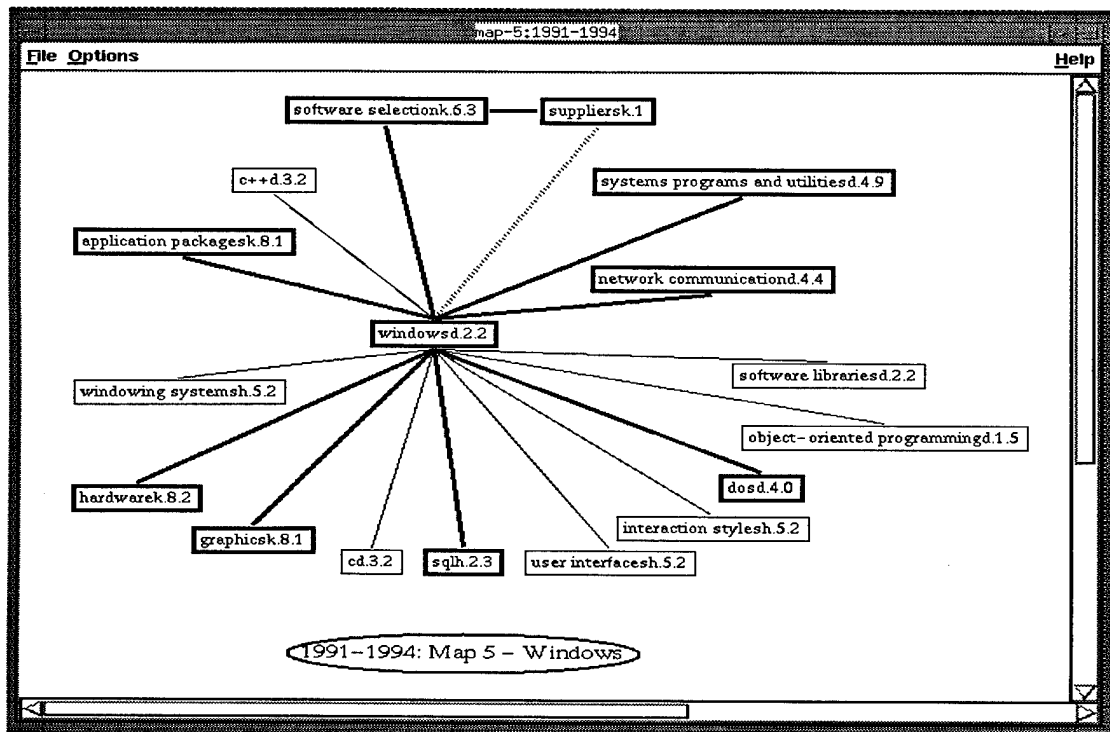 map-5:1991-1994
File Options Help
software selectionk.6.3
suppliersk.1
c++d.3.2
systems programs and utilitiesd.4.9
application packagesk.8.1
network communicationd.4.4
windowsd.2.2
windowing systemsh.5.2
software librariesd.2.2
object-oriented programmingd.1.5
hardwarek.8.2
dosd.4.0
graphicsk.8.1
interaction stylesh.5.2
cd.3.2
sqlh.2.3
user interfacesh.5.2
1991-1994: Map 5 - Windows